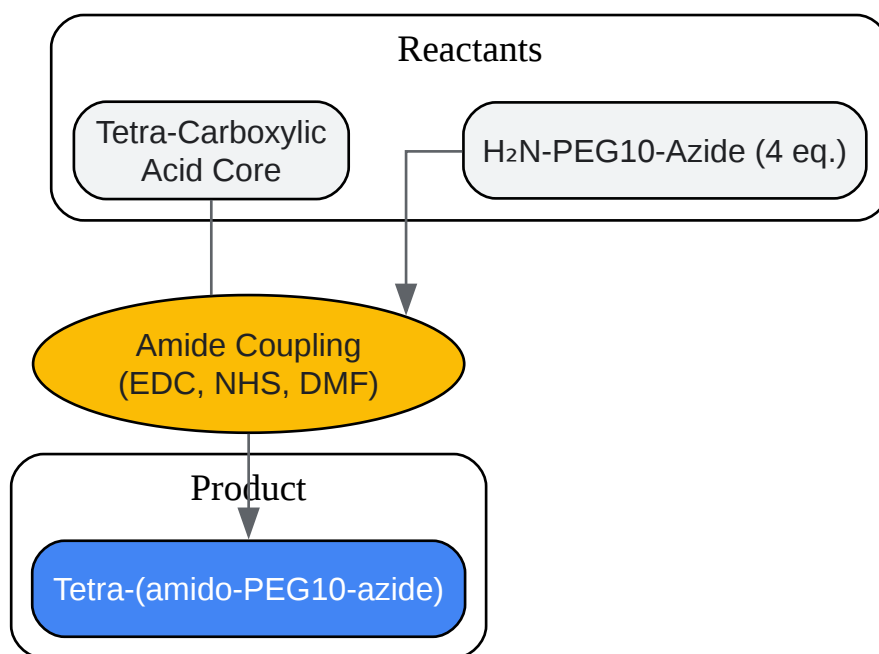 Reactants
Tetra-Carboxylic
Acid Core
H₂N-PEG10-Azide (4 eq.)
Amide Coupling
(EDC, NHS, DMF)
Product
Tetra-(amido-PEG10-azide)